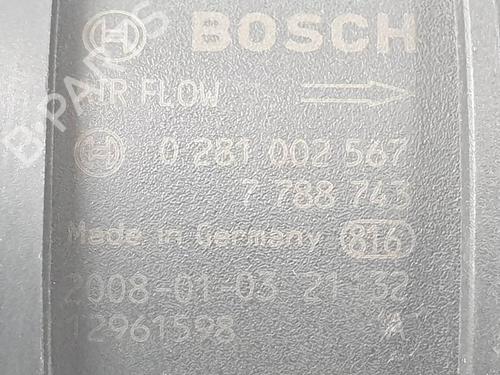 BOSCH
AIR FLOW
0 281 002 567
7 788 743
Made in Germany 816
2008-01-03 21:32
12961598 A
B-PARTS